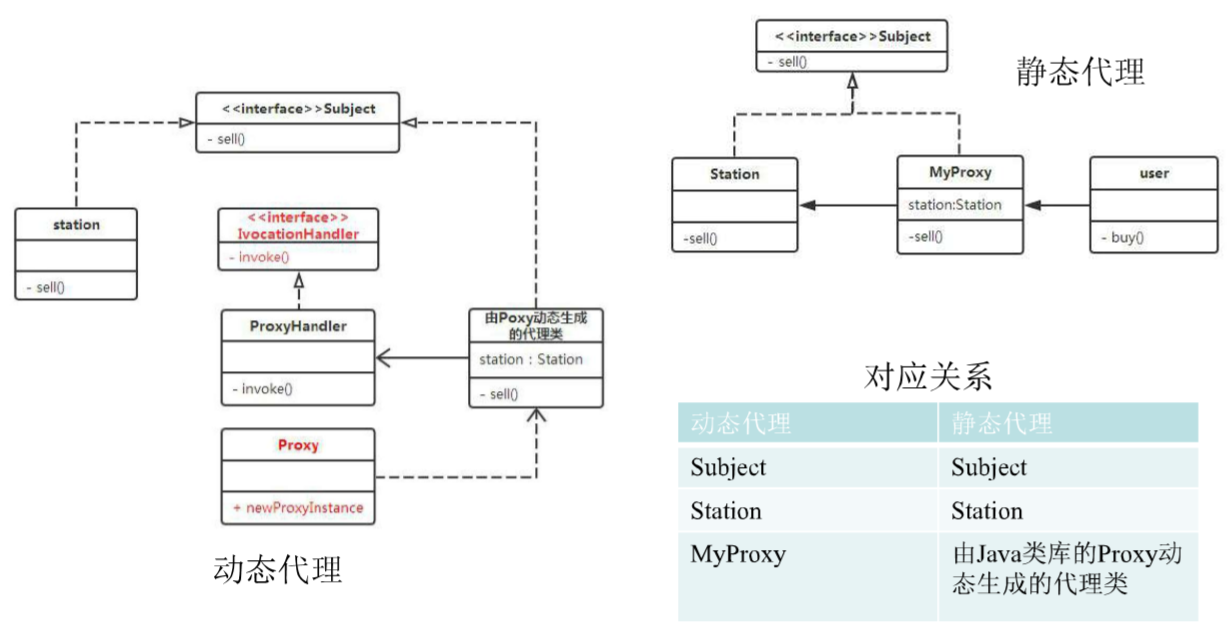 <<interface>>Subject
- sell()
station
- sell()
<<interface>>
IvocationHandler
- invoke()
ProxyHandler
- invoke()
由Poxy动态生成
的代理类
station : Station
- sell()
Proxy
+ newProxyInstance
动态代理
<<interface>>Subject
- sell()
静态代理
Station
-sell()
MyProxy
station:Station
-sell()
user
- buy()
对应关系
动态代理 静态代理
Subject Subject
Station Station
MyProxy 由Java类库的Proxy动
态生成的代理类